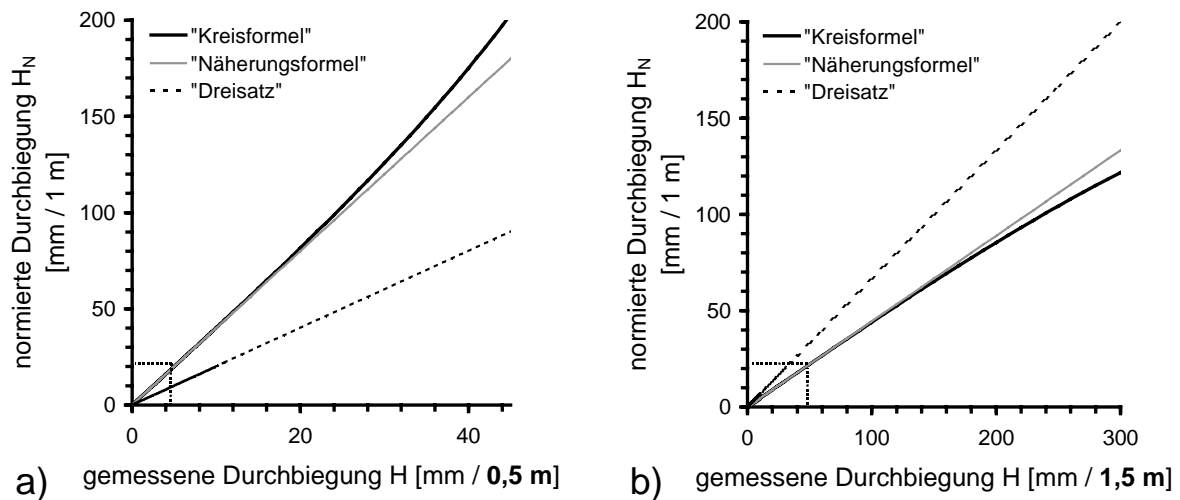 200
150
100
50
0
normierte Durchbiegung H_N
[mm / 1 m]
"Kreisformel"
"Näherungsformel"
"Dreisatz"
0 20 40
a) gemessene Durchbiegung H [mm / 0,5 m]
200
150
100
50
0
normierte Durchbiegung H_N
[mm / 1 m]
"Kreisformel"
"Näherungsformel"
"Dreisatz"
0 100 200 300
b) gemessene Durchbiegung H [mm / 1,5 m]